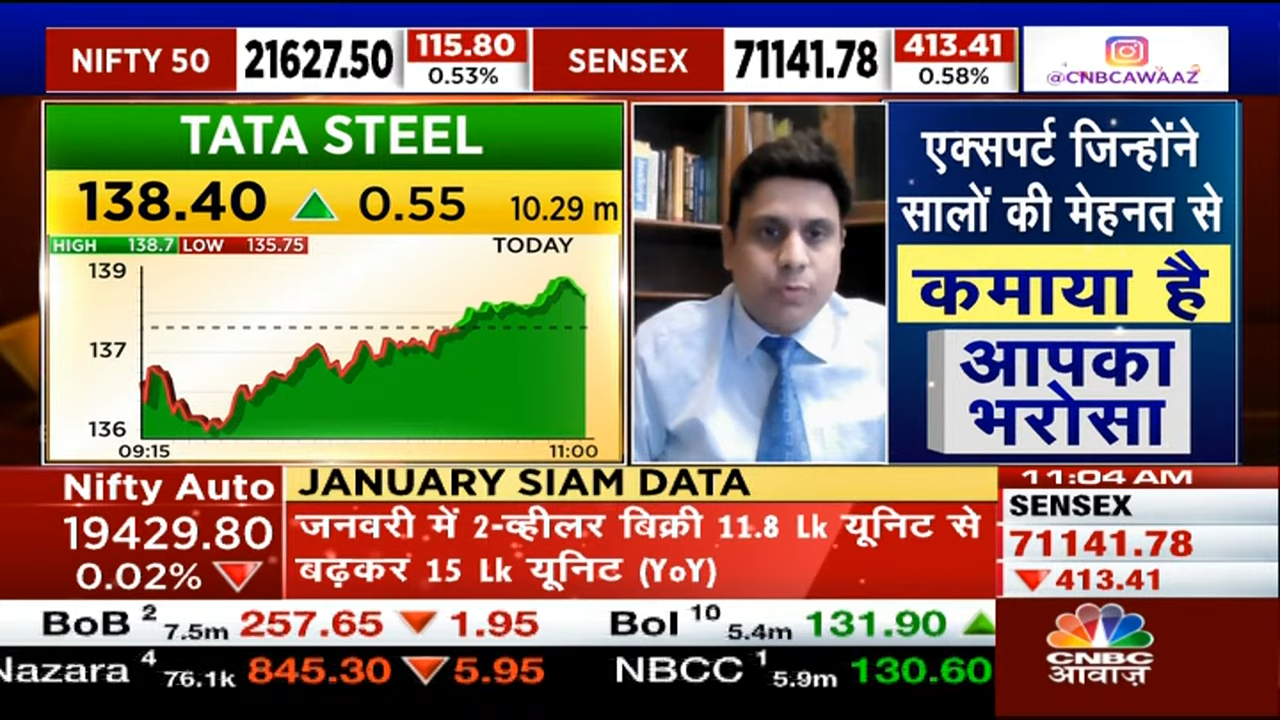 NIFTY 50 21627.50 115.80 0.53% SENSEX 71141.78 413.41 0.58% @CNBCAWAAZ
TATA STEEL
138.40 0.55 10.29 m
HIGH 138.7 LOW 135.75 TODAY
139
137
136
09:15 11:00
एक्सपर्ट जिन्होंने
सालों की मेहनत से
कमाया है
आपका
भरोसा
Nifty Auto
19429.80
0.02%
JANUARY SIAM DATA
जनवरी में 2-व्हीलर बिक्री 11.8 Lk यूनिट से
बढ़कर 15 Lk यूनिट (YoY)
11:04 AM
SENSEX
71141.78
413.41
BoB 2 7.5m 257.65 1.95 BoI 10 5.4m 131.90
Nazara 4 76.1k 845.30 5.95 NBCC 1 5.9m 130.60
CNBC
आवाज़